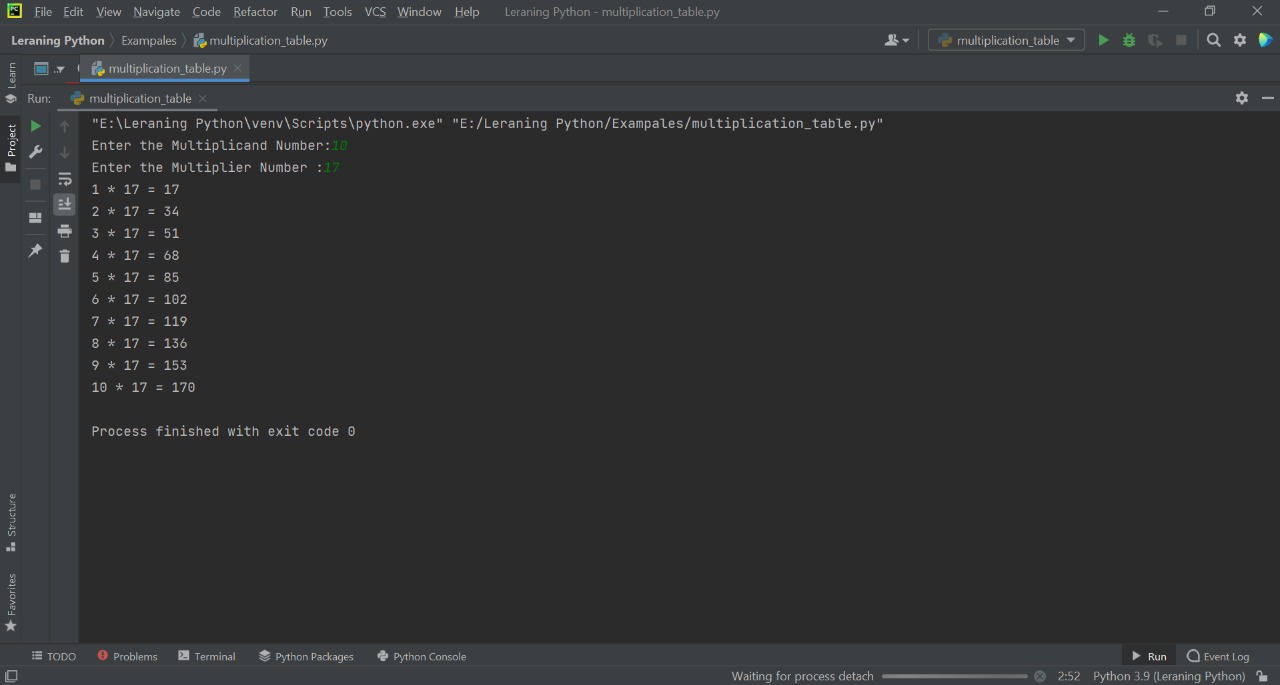 File Edit View Navigate Code Refactor Run Tools VCS Window Help Leraning Python - multiplication_table.py
Leraning Python Exampales multiplication_table.py multiplication_table
Learn
multiplication_table.py
Run: multiplication_table
Project
"E:\Leraning Python\venv\Scripts\python.exe" "E:/Leraning Python/Exampales/multiplication_table.py"
Enter the Multiplicand Number:10
Enter the Multiplier Number :17
1 * 17 = 17
2 * 17 = 34
3 * 17 = 51
4 * 17 = 68
5 * 17 = 85
6 * 17 = 102
7 * 17 = 119
8 * 17 = 136
9 * 17 = 153
10 * 17 = 170
Process finished with exit code 0
Structure
Favorites
TODO Problems Terminal Python Packages Python Console Run Event Log
Waiting for process detach 2:52 Python 3.9 (Leraning Python)